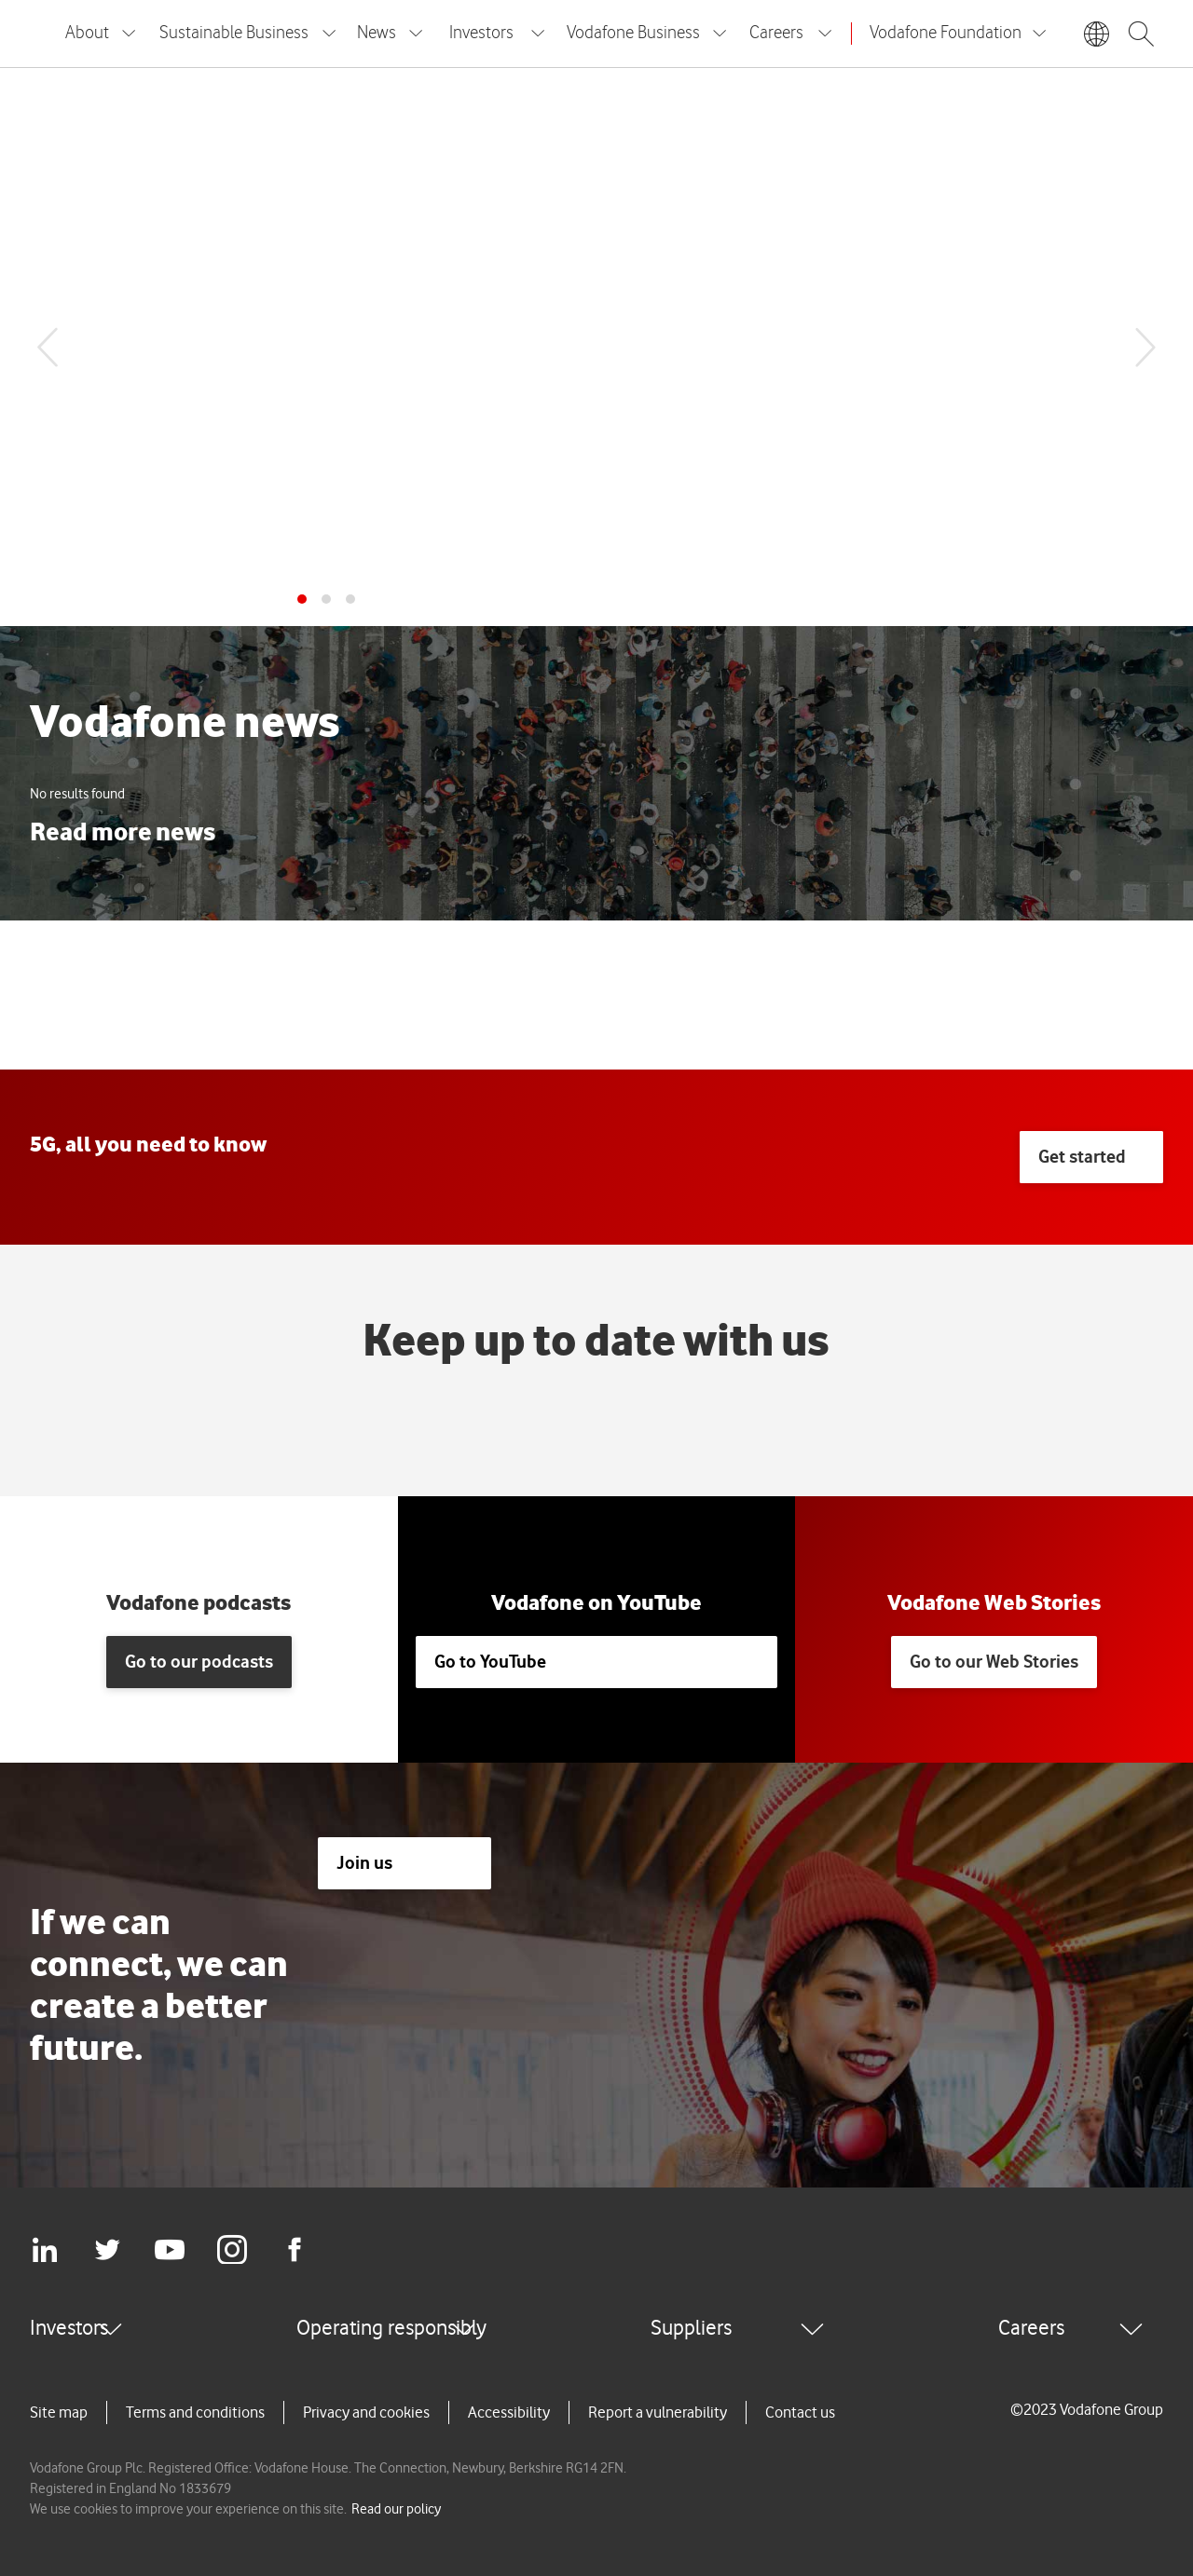 About Sustainable Business News Investors Vodafone Business Careers Vodafone Foundation
Vodafone news
No results found
Read more news
5G, all you need to know
Get started
Keep up to date with us
Vodafone podcasts
Go to our podcasts
Vodafone on YouTube
Go to YouTube
Vodafone Web Stories
Go to our Web Stories
Join us
If we can
connect, we can
create a better
future.
Investors Operating responsibly Suppliers Careers
Site map Terms and conditions Privacy and cookies Accessibility Report a vulnerability Contact us
©2023 Vodafone Group
Vodafone Group Plc. Registered Office: Vodafone House. The Connection, Newbury, Berkshire RG14 2FN.
Registered in England No 1833679
We use cookies to improve your experience on this site. Read our policy